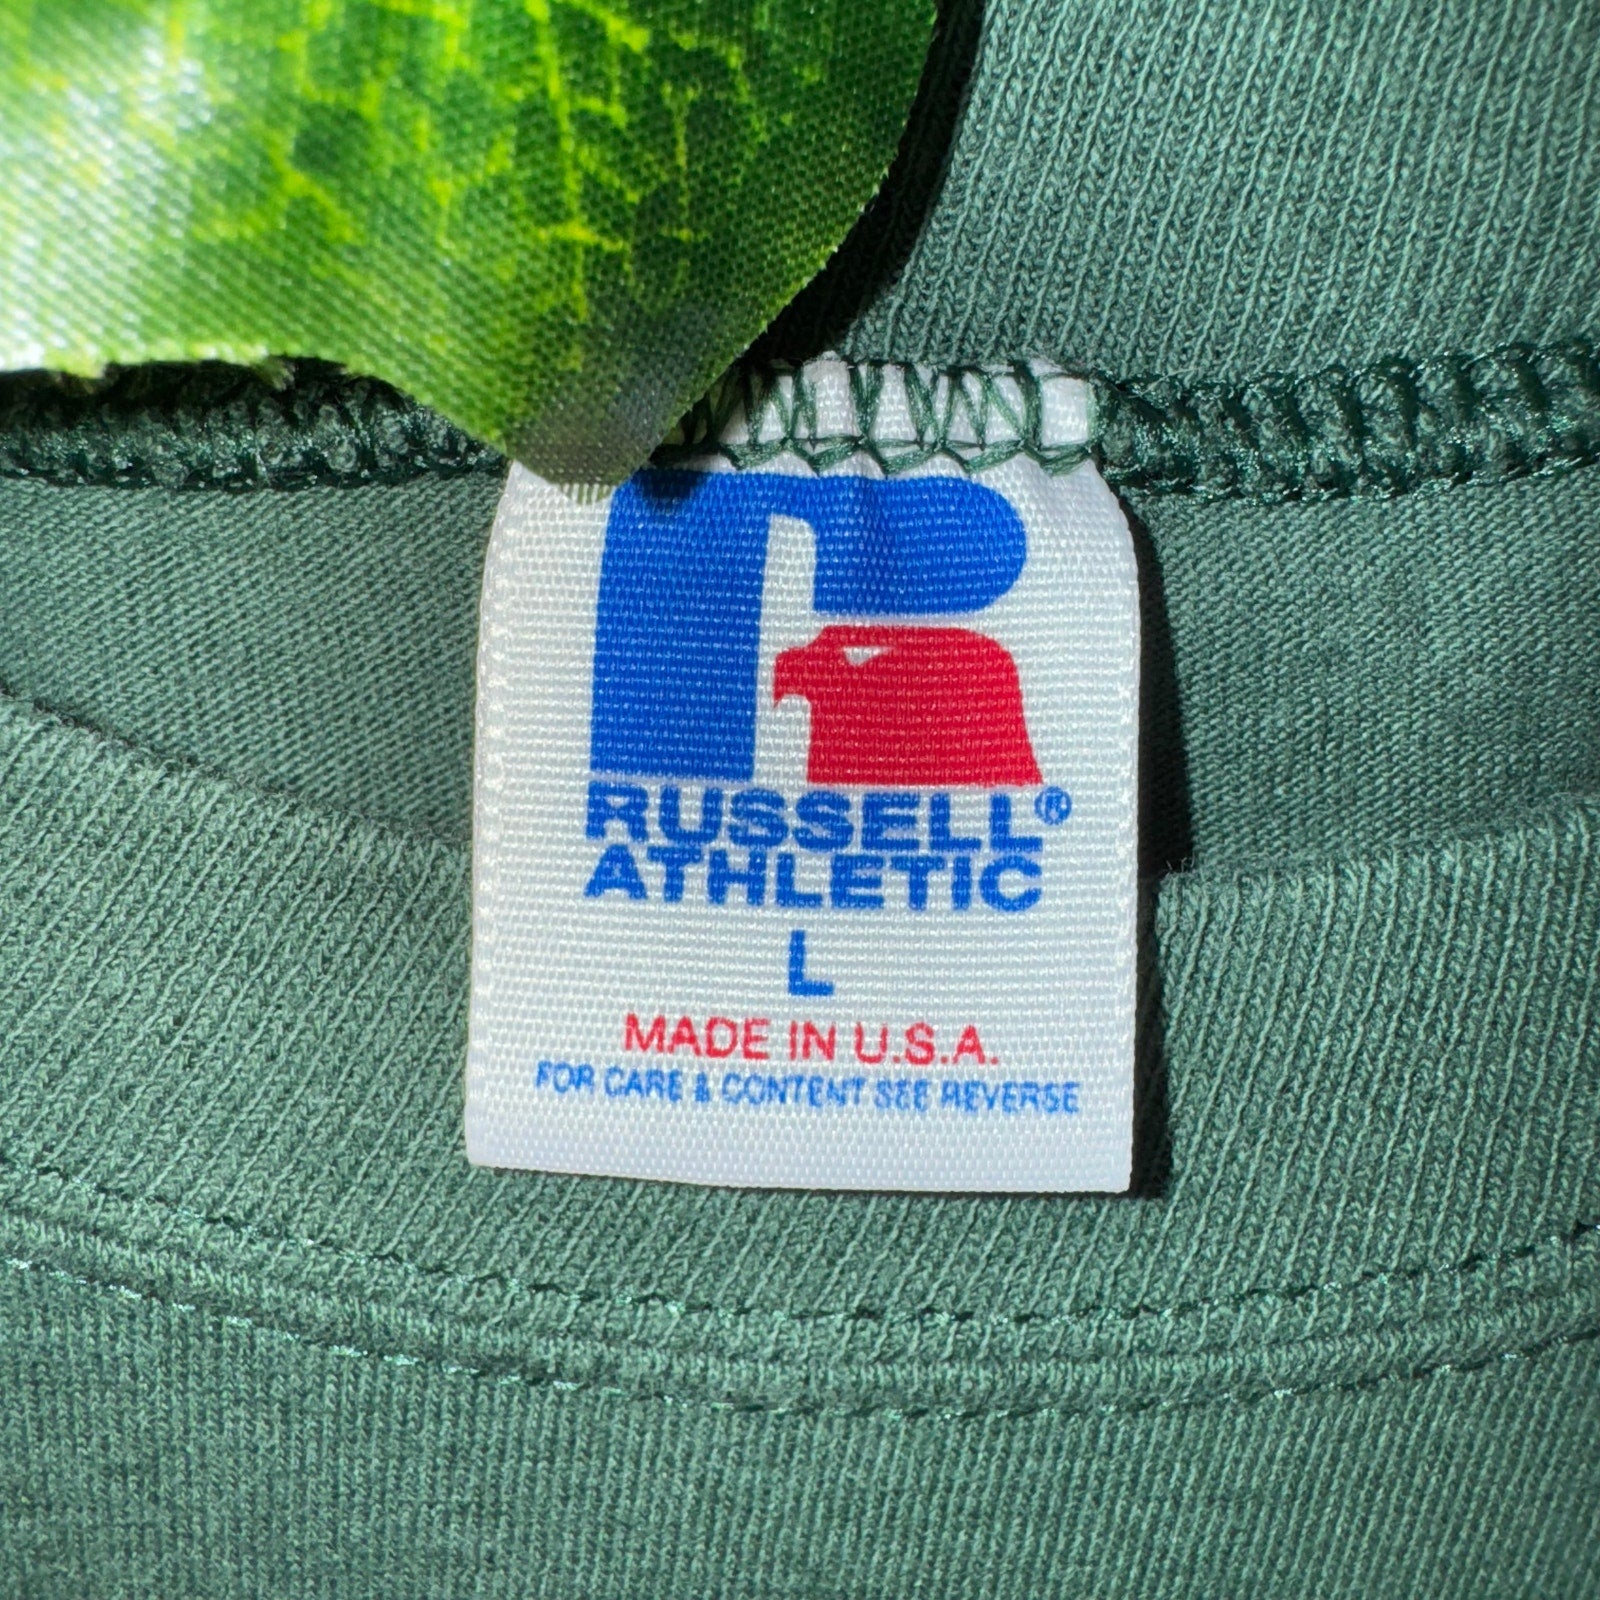 RUSSELL®
ATHLETIC
L
MADE IN U.S.A.
FOR CARE & CONTENT SEE REVERSE